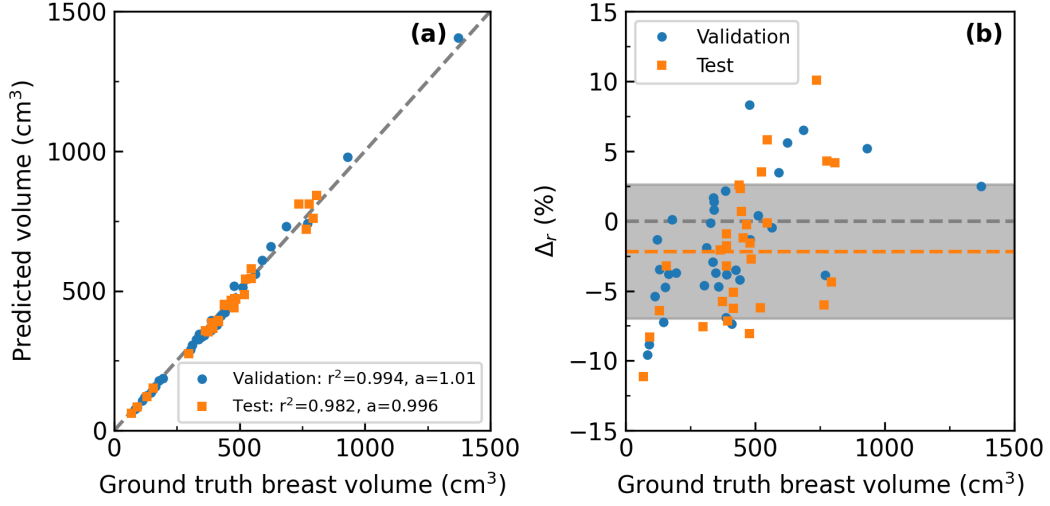 (a)
1500
1000
500
0
Predicted volume (cm³)
Validation: r²=0.994, a=1.01
Test: r²=0.982, a=0.996
0 500 1000 1500
Ground truth breast volume (cm³)
(b)
Validation
Test
15
10
5
0
−5
−10
−15
Δr (%)
0 500 1000 1500
Ground truth breast volume (cm³)